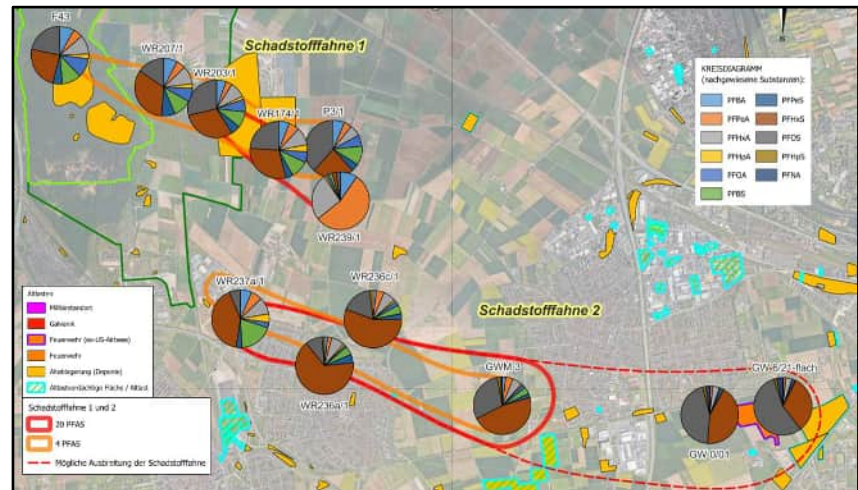 F43
WR207/1
WR203/1
WR174/1
P3/1
WR239/1
Schadstofffahne 1
S
KREISDIAGRAMM
(nachgewiesene Substanzen):
PFBA
PFPeA
PFHxA
PFHpA
PFOA
PFBS
PFPeS
PFHxS
PFOS
PFHpS
PFNA
WR237a/1
WR236c/1
WR236a/1
Schadstofffahne 2
GWM 3
GW-0/01
GW-6/21-flach
Altlasten
Militärstandort
Galvanik
Feuerwehr (ex-US-Airbase)
Feuerwehr
Altablagerung (Deponie)
Altlastverdächtige Fläche / Altlast
Schadstofffahne 1 und 2
20 PFAS
4 PFAS
Mögliche Ausbreitung der Schadstofffahne